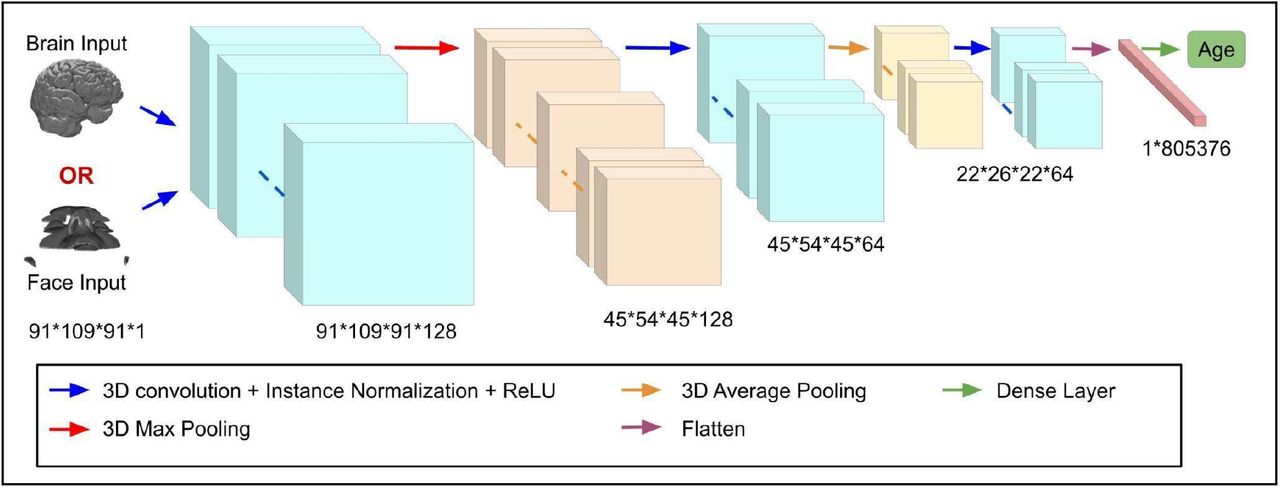 Brain Input
OR
Face Input
91*109*91*1
91*109*91*128
45*54*45*128
45*54*45*64
22*26*22*64
1*805376
Age
3D convolution + Instance Normalization + ReLU
3D Average Pooling
Dense Layer
3D Max Pooling
Flatten